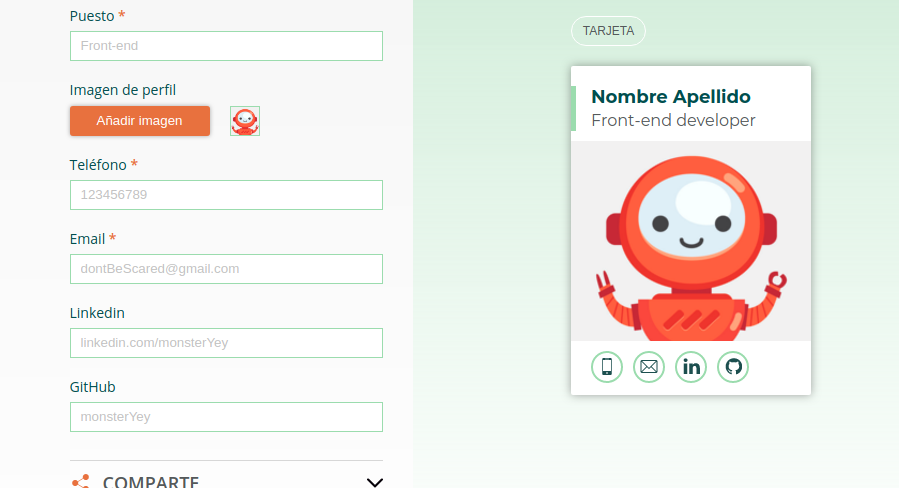 Puesto *
Front-end
Imagen de perfil
Añadir imagen
Teléfono *
123456789
Email *
dontBeScared@gmail.com
Linkedin
linkedin.com/monsterYey
GitHub
monsterYey
COMPARTE
TARJETA
Nombre Apellido
Front-end developer
in